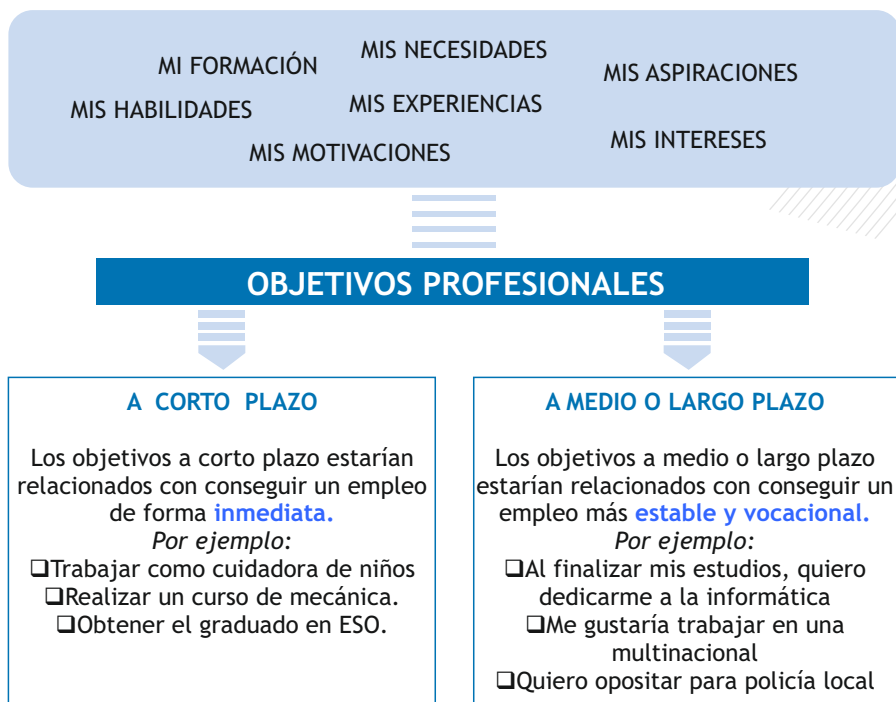 MI FORMACIÓN
MIS NECESIDADES
MIS ASPIRACIONES
MIS HABILIDADES
MIS EXPERIENCIAS
MIS MOTIVACIONES
MIS INTERESES
OBJETIVOS PROFESIONALES
A CORTO PLAZO
Los objetivos a corto plazo estarían
relacionados con conseguir un empleo
de forma inmediata.
Por ejemplo:
❑Trabajar como cuidadora de niños
❑Realizar un curso de mecánica.
❑Obtener el graduado en ESO.
A MEDIO O LARGO PLAZO
Los objetivos a medio o largo plazo
estarían relacionados con conseguir un
empleo más estable y vocacional.
Por ejemplo:
❑Al finalizar mis estudios, quiero
dedicarme a la informática
❑Me gustaría trabajar en una
multinacional
❑Quiero opositar para policía local